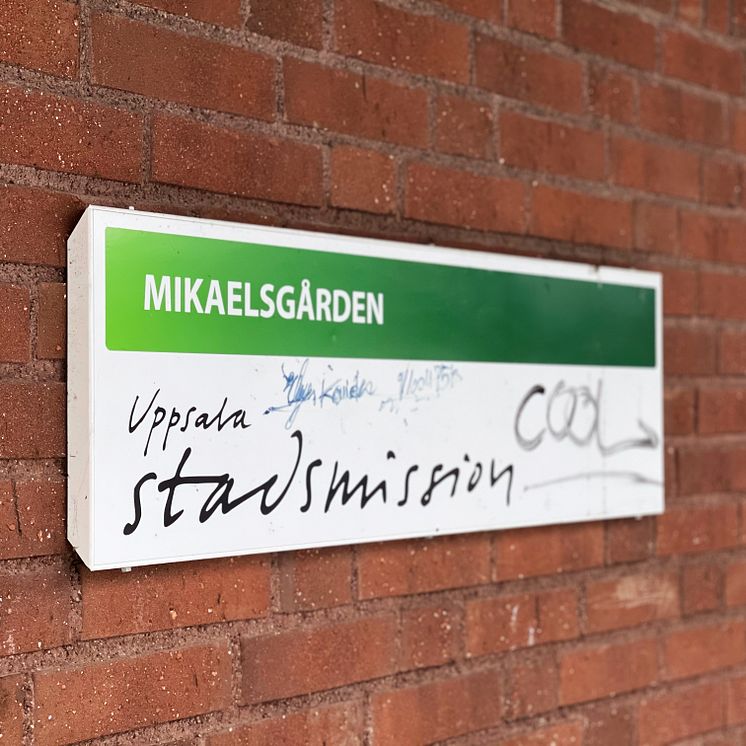 MIKAELSGÅRDEN
Uppsala
COOL
stadsmission